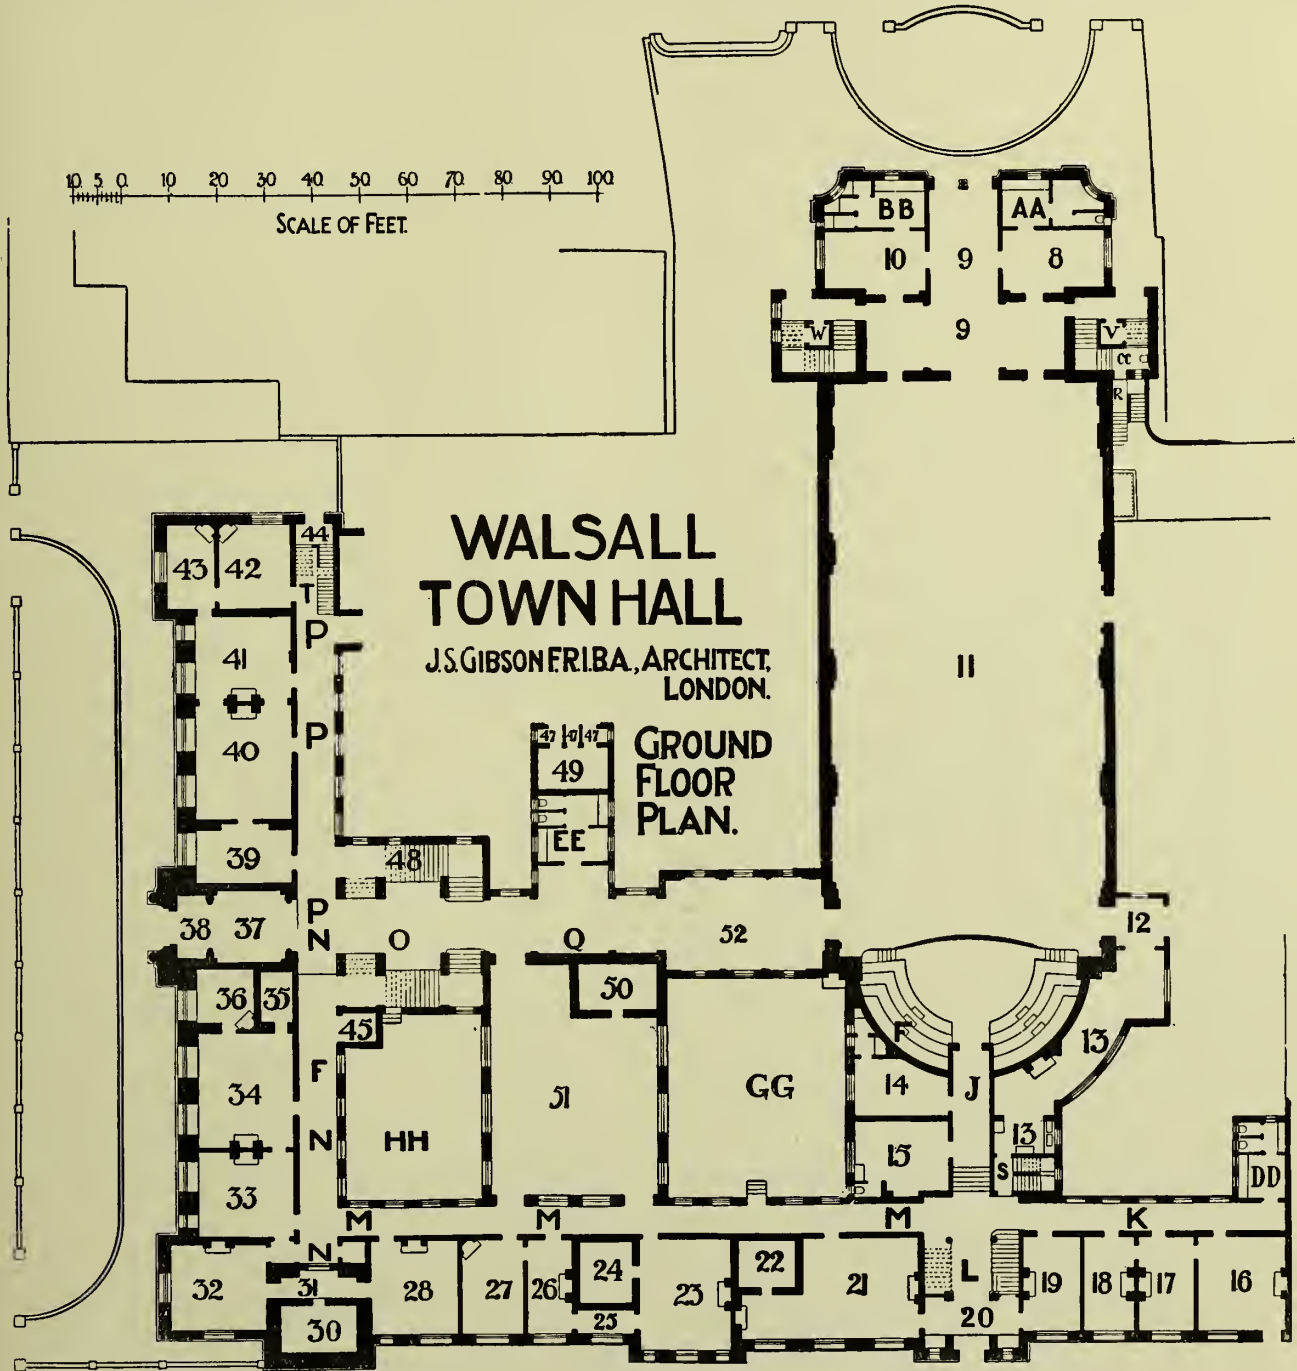 10. 5. 0. 10 20. 30. 40. 50. 60. 70. 80. 90. 100.
SCALE OF FEET.
BB AA
10 9 8
W 9 V
CC
R
WALSALL
TOWN HALL
J.S.GIBSON F.R.I.B.A., ARCHITECT,
LONDON.
GROUND
FLOOR
PLAN.
44
43 42
T
P
41
P
40
11
47 47 47
49
EE
48
39
P
38 37 N O Q 52 12
36 35 50
45
F 13
34 F 51 GG 14 J
N HH 13
33 15 S DD
M M M K
N
32 31 28 27 26 24 23 22 21 L 19 18 17 16
30 25 20